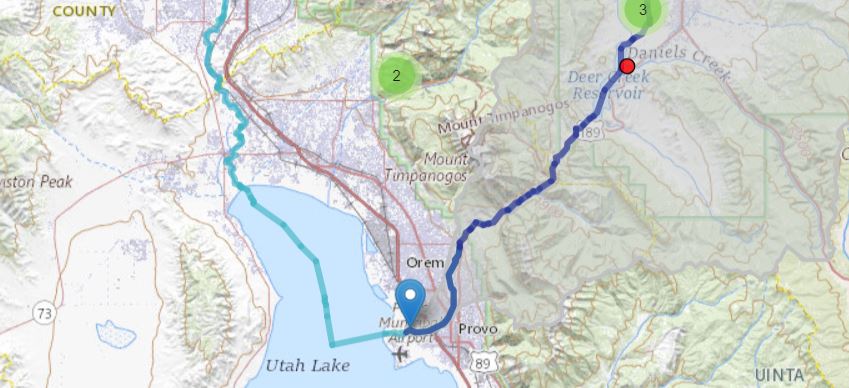 COUNTY
3
Daniels Creek
Deer Creek
Reservoir
2
Mount Timpanogos
189
Mount
Timpanogos
Orem
73
Provo
Airport
89
Utah Lake
UINTA